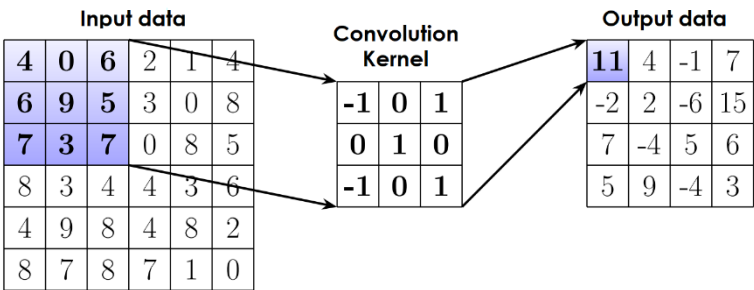 Input data
4 0 6 2 1 4
6 9 5 3 0 8
7 3 7 0 8 5
8 3 4 4 3 6
4 9 8 4 8 2
8 7 8 7 1 0
Convolution
Kernel
-1 0 1
0 1 0
-1 0 1
Output data
11 4 -1 7
-2 2 -6 15
7 -4 5 6
5 9 -4 3